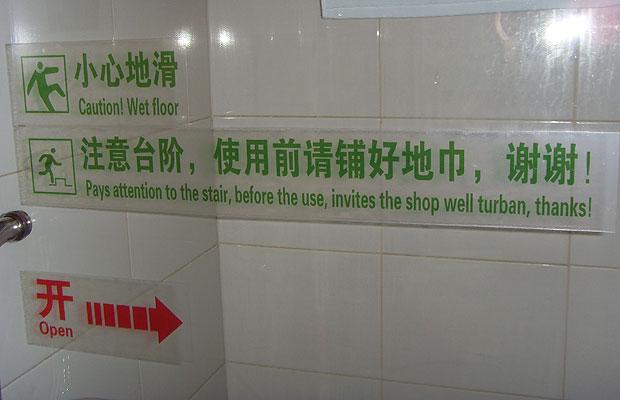 小心地滑
Caution! Wet floor
注意台阶，使用前请铺好地巾，谢谢！
Pays attention to the stair, before the use, invites the shop well turban, thanks!
开
Open